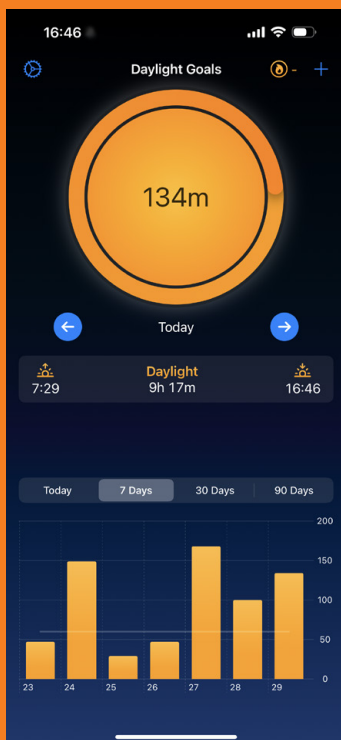 16:46
Daylight Goals
-
134m
Today
Daylight
7:29 9h 17m 16:46
Today 7 Days 30 Days 90 Days
200
150
100
50
0
23 24 25 26 27 28 29